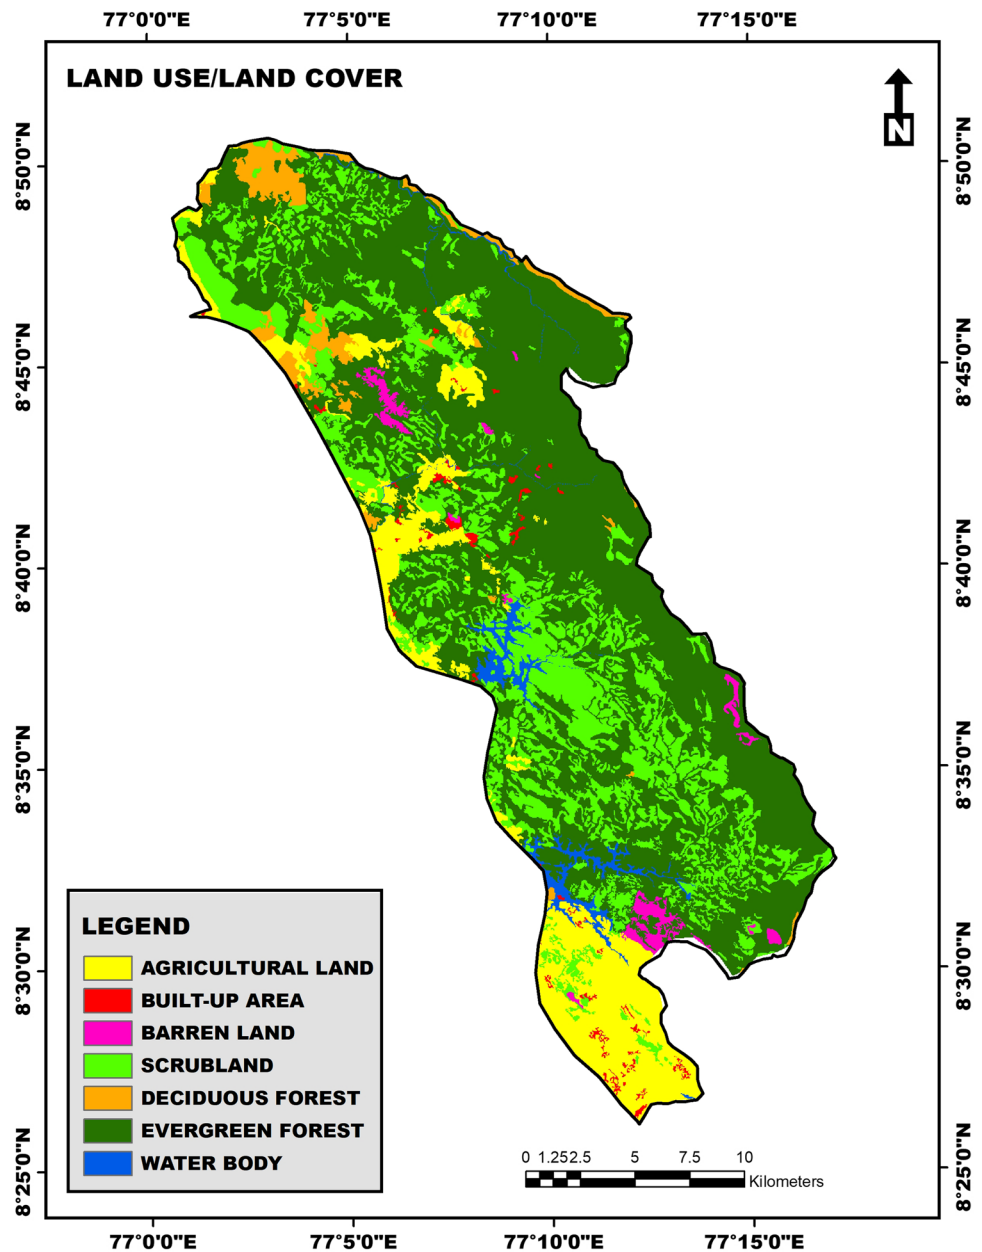 77°0'0"E 77°5'0"E 77°10'0"E 77°15'0"E
LAND USE/LAND COVER
N
8°50'0"N 8°50'0"N
8°45'0"N 8°45'0"N
8°40'0"N 8°40'0"N
8°35'0"N 8°35'0"N
8°30'0"N 8°30'0"N
8°25'0"N 8°25'0"N
LEGEND
AGRICULTURAL LAND
BUILT-UP AREA
BARREN LAND
SCRUBLAND
DECIDUOUS FOREST
EVERGREEN FOREST
WATER BODY
0 1.252.5 5 7.5 10
Kilometers
77°0'0"E 77°5'0"E 77°10'0"E 77°15'0"E